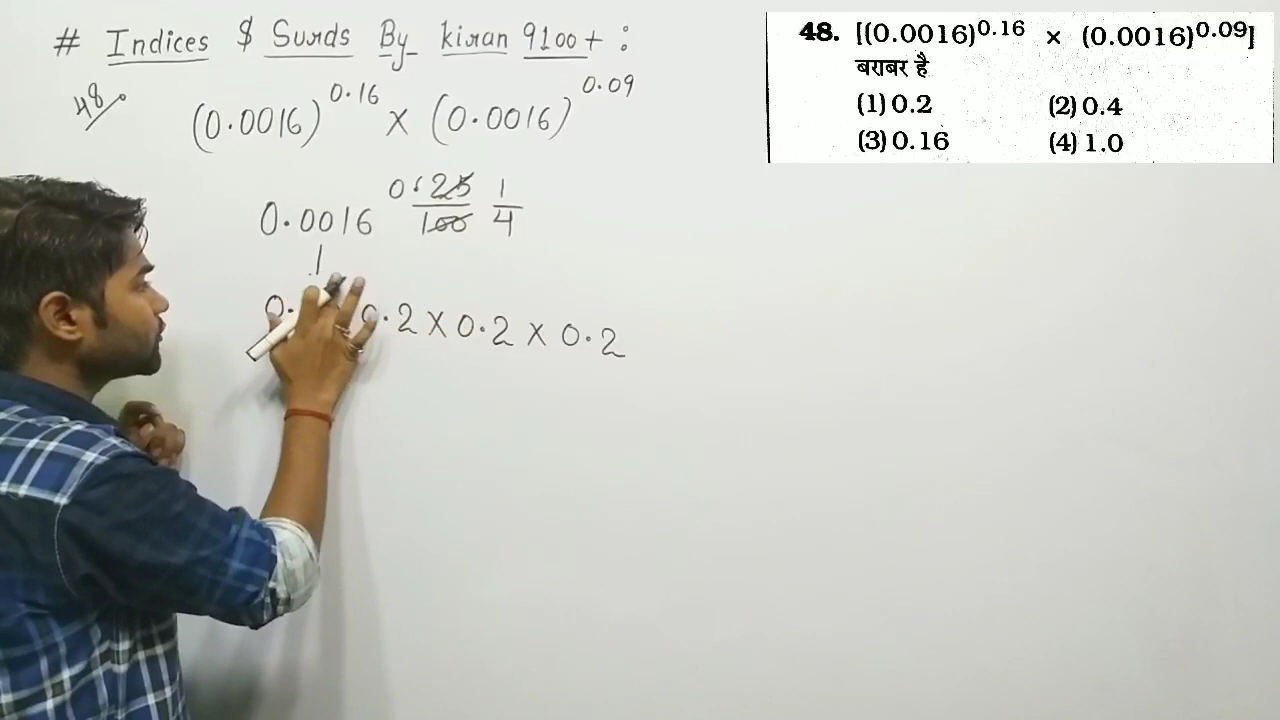 # Indices $ Surds By kiran 9100+ :
48
(0.0016)^0.16 × (0.0016)^0.09
0.0016 0.25/100 1/4
0. 0.2 × 0.2 × 0.2
48. [(0.0016)^0.16 × (0.0016)^0.09]
बराबर है
(1) 0.2 (2) 0.4
(3) 0.16 (4) 1.0